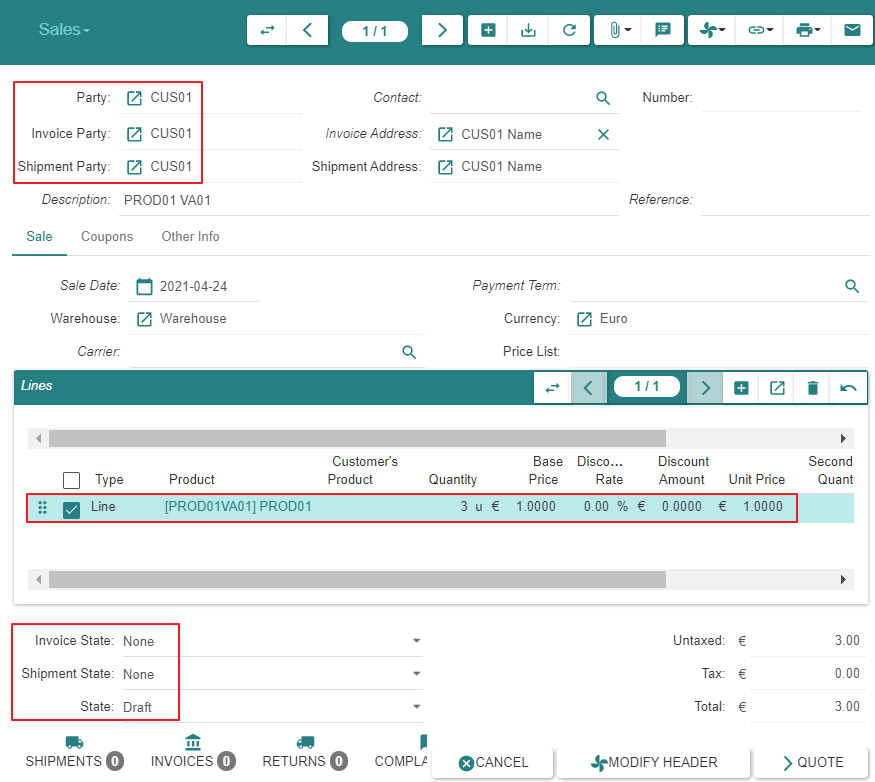 Sales
1 / 1
Party: CUS01 Contact: Number:
Invoice Party: CUS01 Invoice Address: CUS01 Name
Shipment Party: CUS01 Shipment Address: CUS01 Name
Description: PROD01 VA01 Reference:
Sale Coupons Other Info
Sale Date: 2021-04-24 Payment Term:
Warehouse: Warehouse Currency: Euro
Carrier: Price List:
Lines 1 / 1
Customer's Base Disco... Discount Second
Type Product Product Quantity Price Rate Amount Unit Price Quant
Line [PROD01VA01] PROD01 3 u € 1.0000 0.00 % € 0.0000 € 1.0000
Invoice State: None Untaxed: € 3.00
Shipment State: None Tax: € 0.00
State: Draft Total: € 3.00
SHIPMENTS 0 INVOICES 0 RETURNS 0 COMPLA CANCEL MODIFY HEADER QUOTE